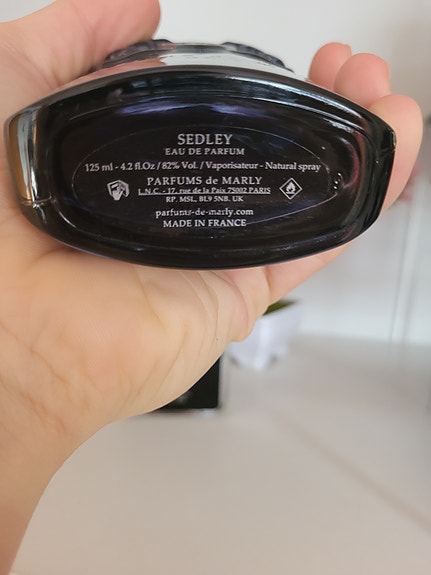 SEDLEY
EAU DE PARFUM
125 ml - 4.2 fl.Oz / 82% Vol. / Vaporisateur - Natural spray
PARFUMS de MARLY
L.N.C. - 17, rue de la Paix 75002 PARIS
RP. MSL, BL9 5NB. UK
parfums-de-marly.com
MADE IN FRANCE